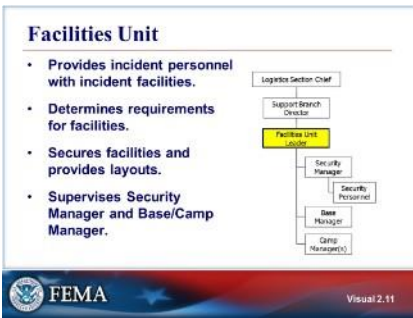 Facilities Unit
• Provides incident personnel
with incident facilities.
• Determines requirements
for facilities.
• Secures facilities and
provides layouts.
• Supervises Security
Manager and Base/Camp
Manager.
Logistics Section Chief
Support Branch
Director
Facilities Unit
Leader
Security
Manager
Security
Personnel
Base
Manager
Camp
Manager(s)
FEMA
Visual 2.11